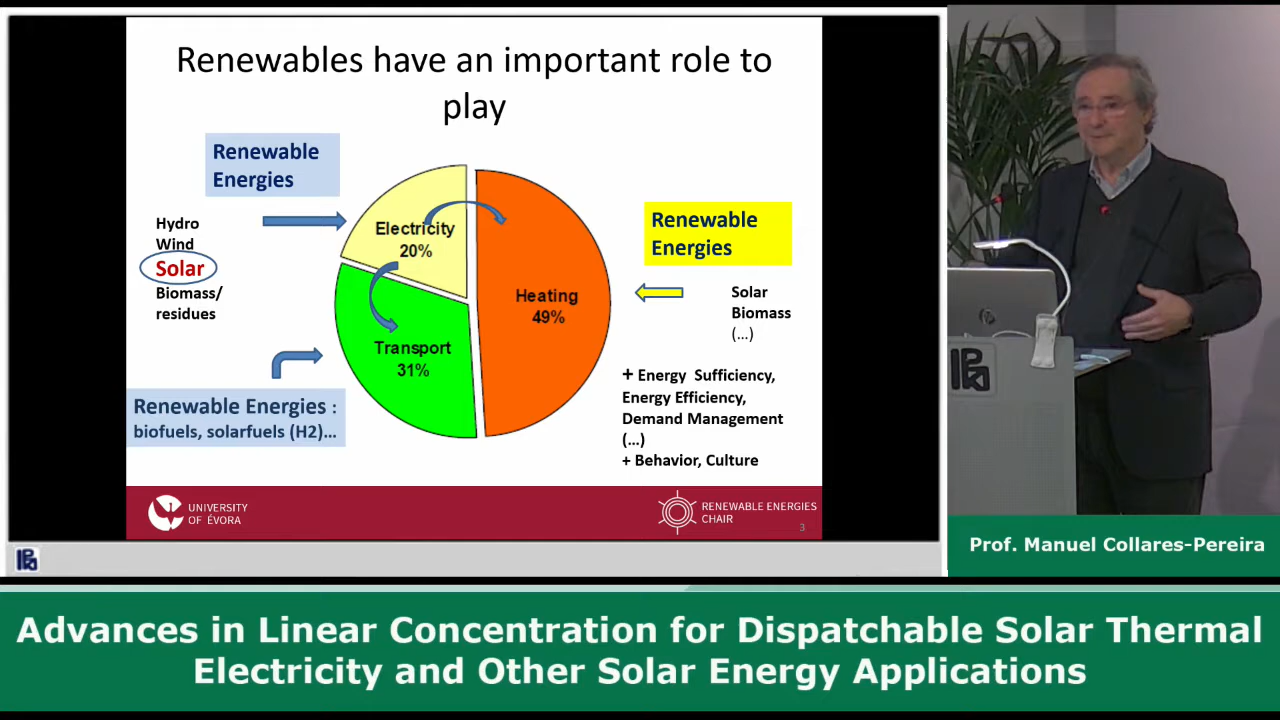 Renewables have an important role to
play
Renewable
Energies
Hydro
Wind
Solar
Biomass/
residues
Renewable Energies :
biofuels, solarfuels (H2)...
Electricity
20%
Transport
31%
Heating
49%
Renewable
Energies
Solar
Biomass
(...)
+ Energy Sufficiency,
Energy Efficiency,
Demand Management
(...)
+ Behavior, Culture
UNIVERSITY
OF ÉVORA
RENEWABLE ENERGIES
CHAIR
3
Prof. Manuel Collares-Pereira
Advances in Linear Concentration for Dispatchable Solar Thermal
Electricity and Other Solar Energy Applications